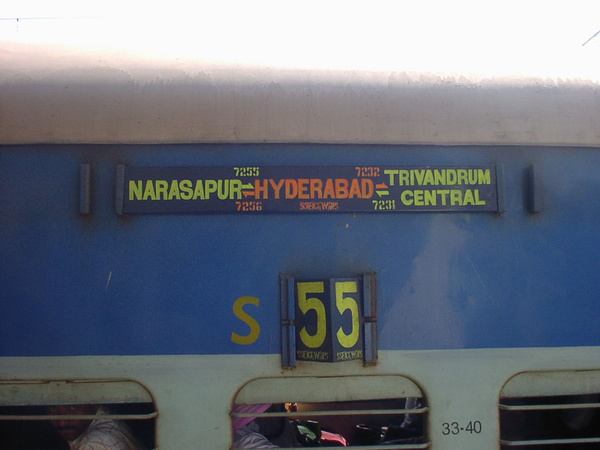 7255 7232
NARASAPUR⇌HYDERABAD⇌TRIVANDRUM
CENTRAL
7256 7231
S 55
33-40